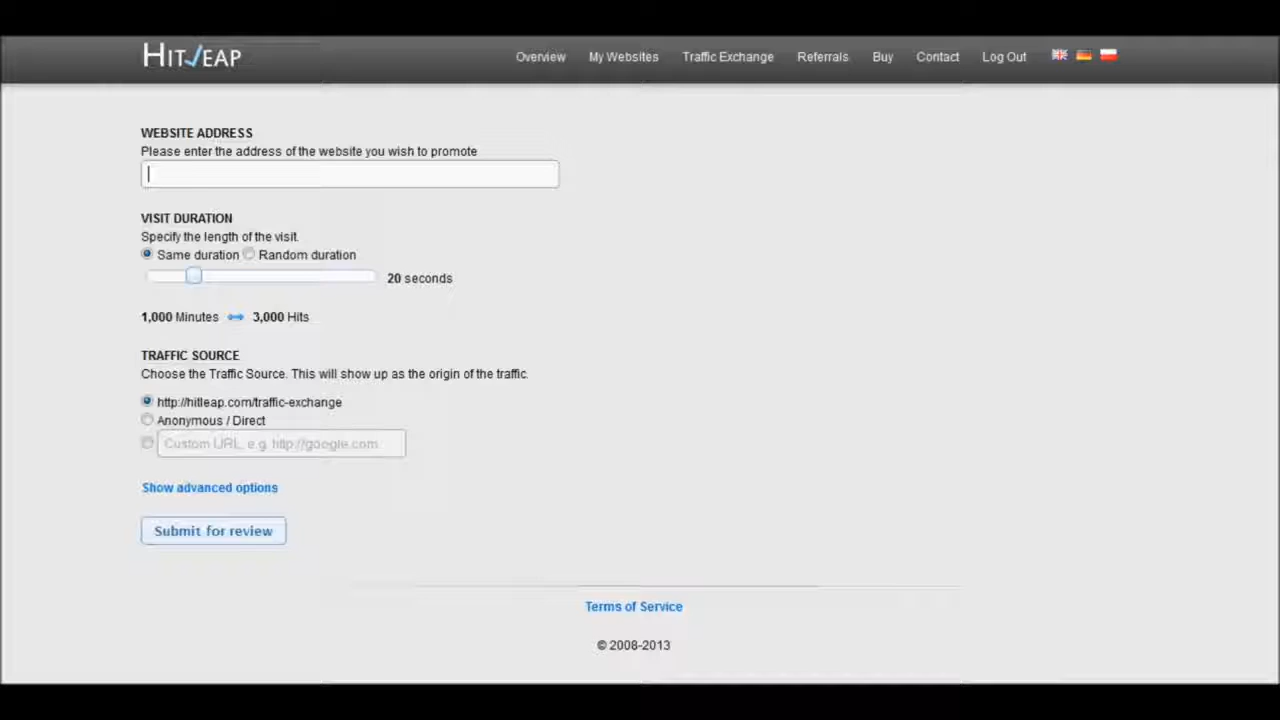 HITLEAP
Overview My Websites Traffic Exchange Referrals Buy Contact Log Out
WEBSITE ADDRESS
Please enter the address of the website you wish to promote
VISIT DURATION
Specify the length of the visit.
Same duration Random duration
20 seconds
1,000 Minutes 3,000 Hits
TRAFFIC SOURCE
Choose the Traffic Source. This will show up as the origin of the traffic.
http://hitleap.com/traffic-exchange
Anonymous / Direct
Custom URL, e.g. http://google.com
Show advanced options
Submit for review
Terms of Service
© 2008-2013